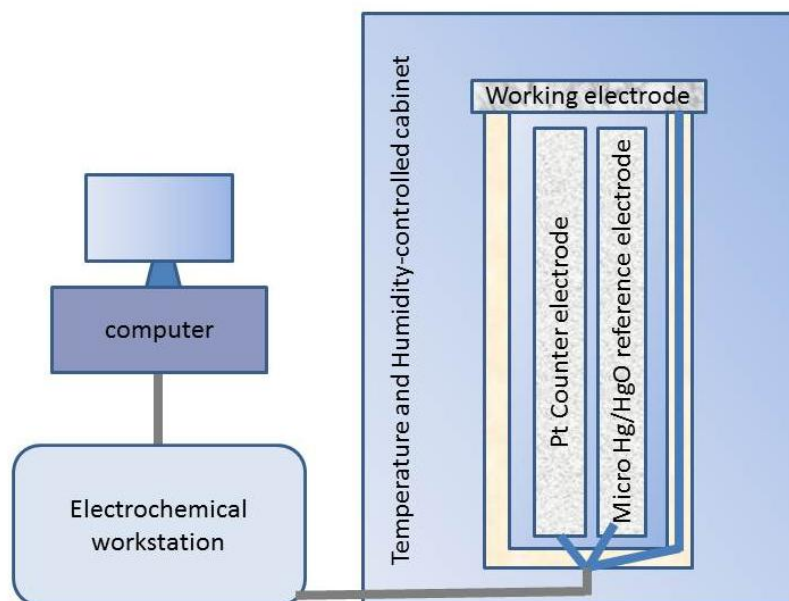 computer
Electrochemical
workstation
Temperature and Humidity-controlled cabinet
Working electrode
Pt Counter electrode
Micro Hg/HgO reference electrode